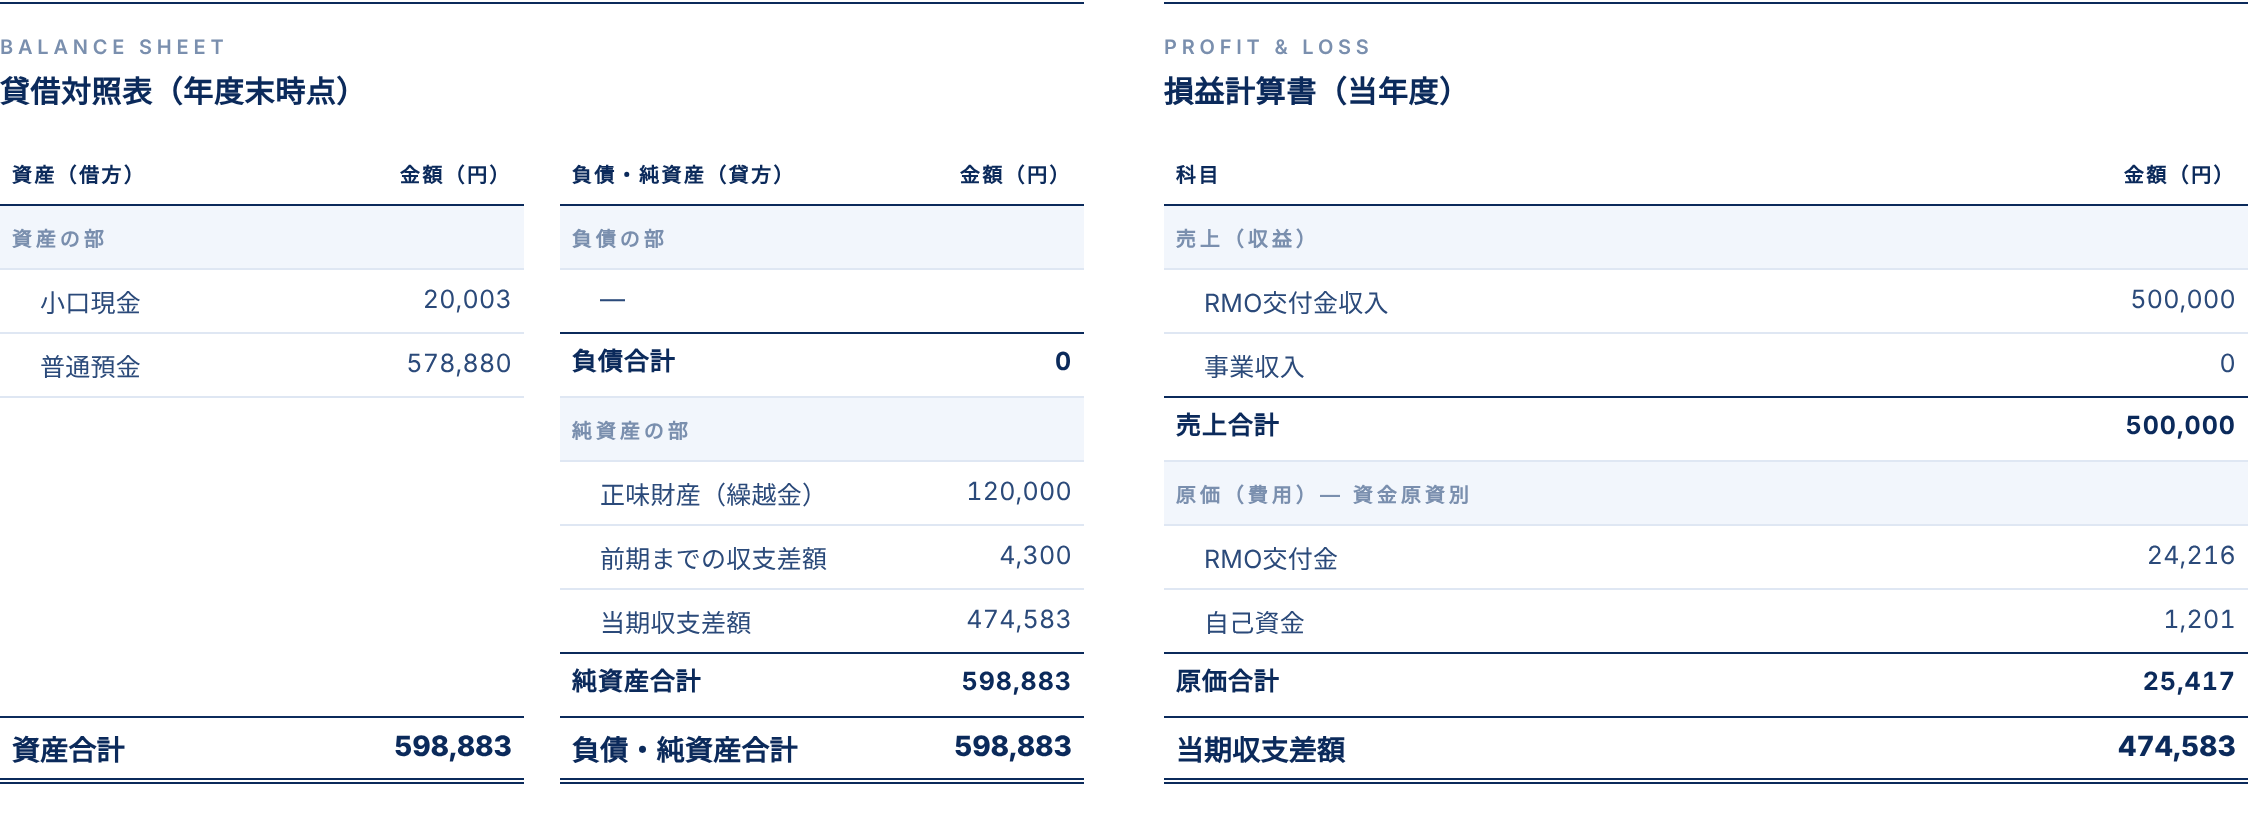 BALANCE SHEET
貸借対照表（年度末時点）
資産（借方） 金額（円）
資産の部
小口現金 20,003
普通預金 578,880
資産合計 598,883
負債・純資産（貸方） 金額（円）
負債の部
—
負債合計 0
純資産の部
正味財産（繰越金） 120,000
前期までの収支差額 4,300
当期収支差額 474,583
純資産合計 598,883
負債・純資産合計 598,883
PROFIT & LOSS
損益計算書（当年度）
科目 金額（円）
売上（収益）
RMO交付金収入 500,000
事業収入 0
売上合計 500,000
原価（費用）— 資金原資別
RMO交付金 24,216
自己資金 1,201
原価合計 25,417
当期収支差額 474,583